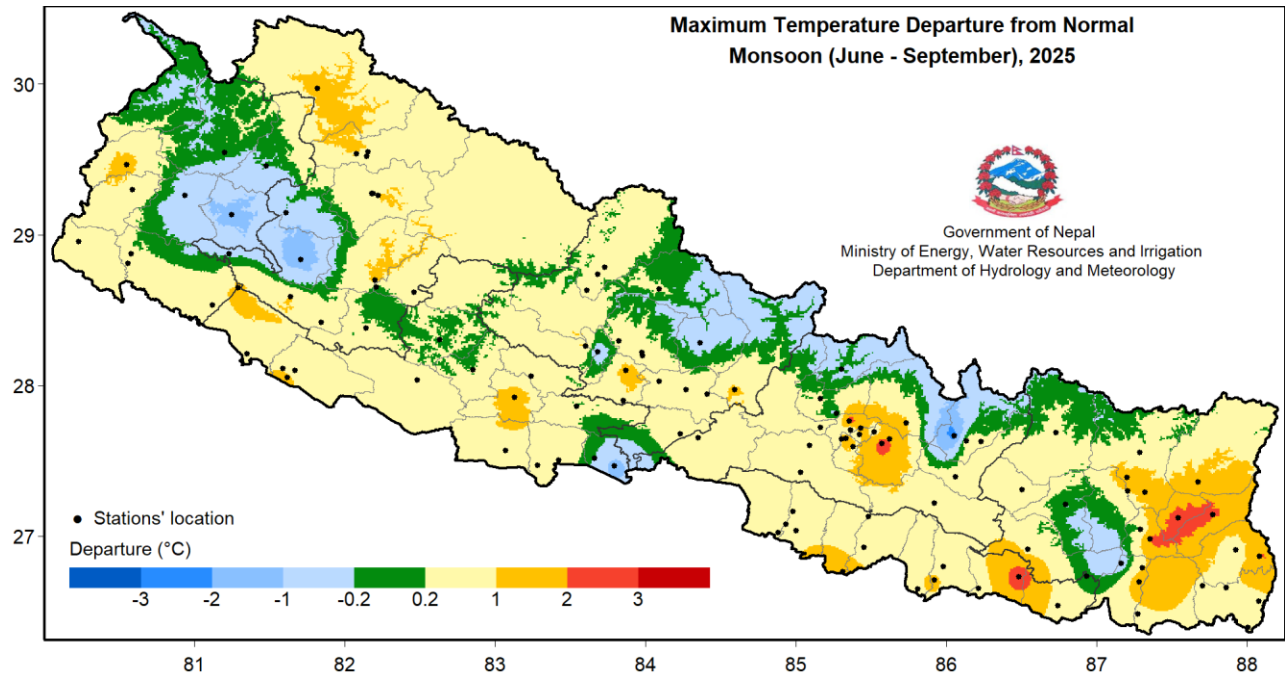 Maximum Temperature Departure from Normal
Monsoon (June - September), 2025
Government of Nepal
Ministry of Energy, Water Resources and Irrigation
Department of Hydrology and Meteorology
30
29
28
27
Stations' location
Departure (°C)
-3 -2 -1 -0.2 0.2 1 2 3
81 82 83 84 85 86 87 88